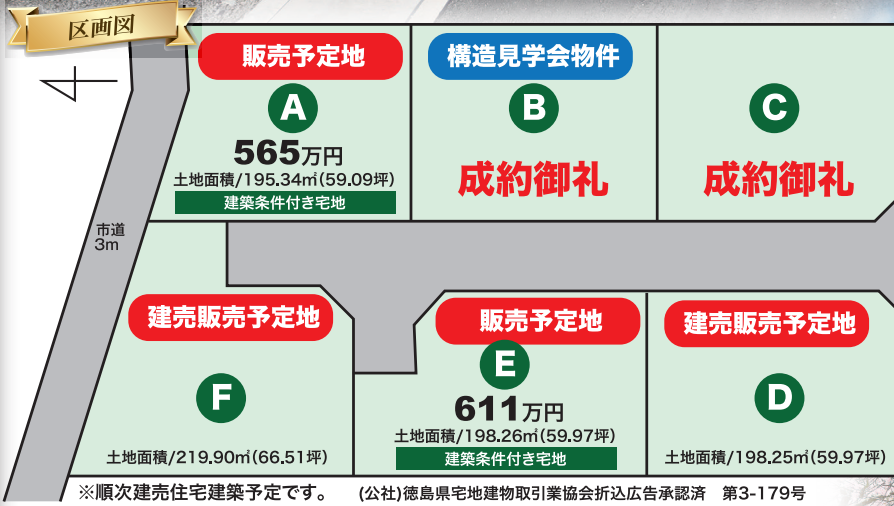 区画図
販売予定地
A
565万円
土地面積/195.34㎡(59.09坪)
建築条件付き宅地
構造見学会物件
B
成約御礼
C
成約御礼
市道
3m
建売販売予定地
F
土地面積/219.90㎡(66.51坪)
販売予定地
E
611万円
土地面積/198.26㎡(59.97坪)
建築条件付き宅地
建売販売予定地
D
土地面積/198.25㎡(59.97坪)
※順次建売住宅建築予定です。 (公社)徳島県宅地建物取引業協会折込広告承認済 第3-179号